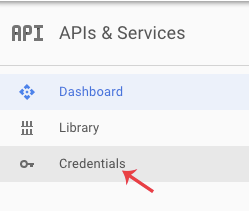 API APIs & Services
Dashboard
Library
Credentials